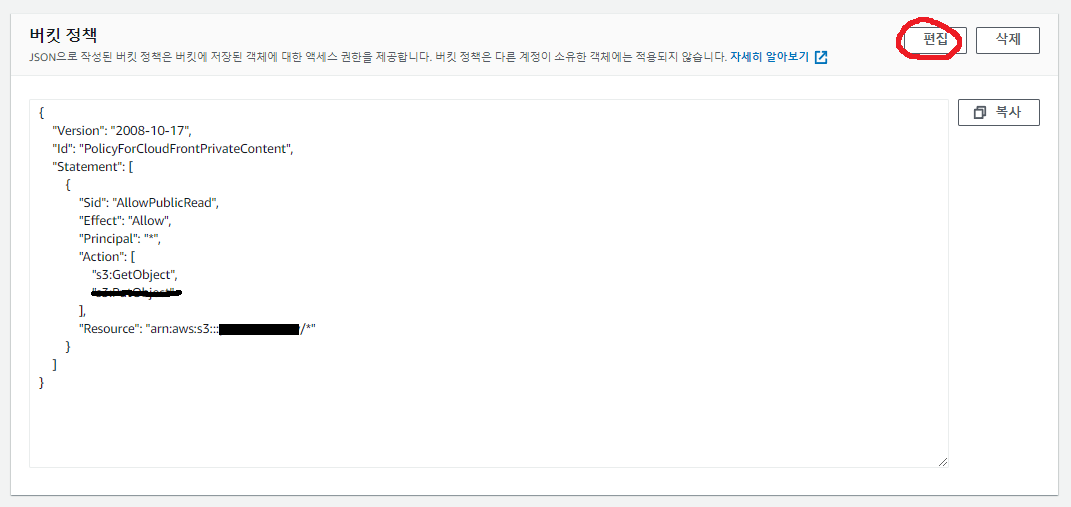 버킷 정책
편집
삭제
JSON으로 작성된 버킷 정책은 버킷에 저장된 객체에 대한 액세스 권한을 제공합니다. 버킷 정책은 다른 계정이 소유한 객체에는 적용되지 않습니다. 자세히 알아보기
복사
{
"Version": "2008-10-17",
"Id": "PolicyForCloudFrontPrivateContent",
"Statement": [
{
"Sid": "AllowPublicRead",
"Effect": "Allow",
"Principal": "*",
"Action": [
"s3:GetObject",
],
"Resource": "arn:aws:s3:::/*"
}
]
}